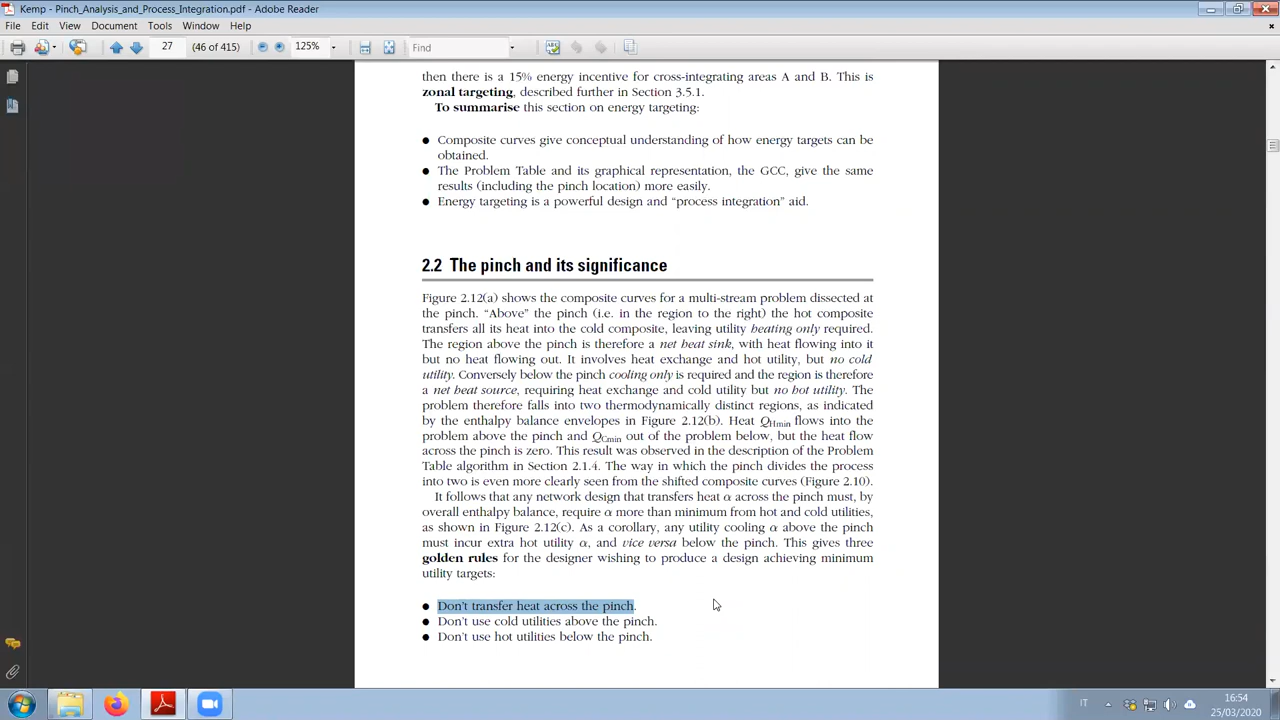 Kemp - Pinch_Analysis_and_Process_Integration.pdf - Adobe Reader
File Edit View Document Tools Window Help
27 (46 of 415) 125% Find
then there is a 15% energy incentive for cross-integrating areas A and B. This is
zonal targeting, described further in Section 3.5.1.
To summarise this section on energy targeting:
● Composite curves give conceptual understanding of how energy targets can be
obtained.
● The Problem Table and its graphical representation, the GCC, give the same
results (including the pinch location) more easily.
● Energy targeting is a powerful design and “process integration” aid.
2.2 The pinch and its significance
Figure 2.12(a) shows the composite curves for a multi-stream problem dissected at
the pinch. “Above” the pinch (i.e. in the region to the right) the hot composite
transfers all its heat into the cold composite, leaving utility heating only required.
The region above the pinch is therefore a net heat sink, with heat flowing into it
but no heat flowing out. It involves heat exchange and hot utility, but no cold
utility. Conversely below the pinch cooling only is required and the region is therefore
a net heat source, requiring heat exchange and cold utility but no hot utility. The
problem therefore falls into two thermodynamically distinct regions, as indicated
by the enthalpy balance envelopes in Figure 2.12(b). Heat QHmin flows into the
problem above the pinch and QCmin out of the problem below, but the heat flow
across the pinch is zero. This result was observed in the description of the Problem
Table algorithm in Section 2.1.4. The way in which the pinch divides the process
into two is even more clearly seen from the shifted composite curves (Figure 2.10).
It follows that any network design that transfers heat α across the pinch must, by
overall enthalpy balance, require α more than minimum from hot and cold utilities,
as shown in Figure 2.12(c). As a corollary, any utility cooling α above the pinch
must incur extra hot utility α, and vice versa below the pinch. This gives three
golden rules for the designer wishing to produce a design achieving minimum
utility targets:
● Don’t transfer heat across the pinch.
● Don’t use cold utilities above the pinch.
● Don’t use hot utilities below the pinch.
IT
16:54
25/03/2020